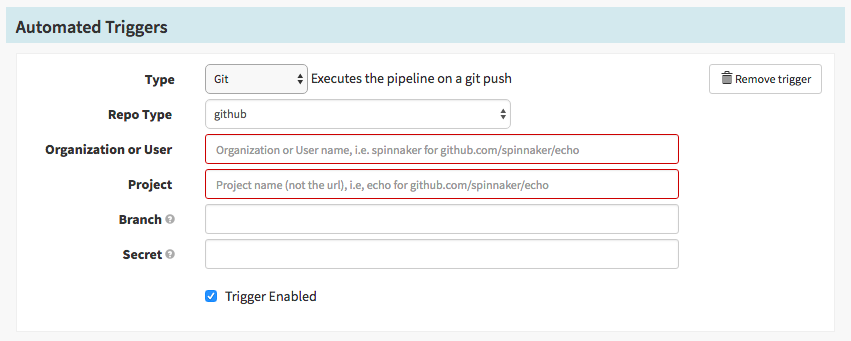 Automated Triggers
Type Git Executes the pipeline on a git push Remove trigger
Repo Type github
Organization or User Organization or User name, i.e. spinnaker for github.com/spinnaker/echo
Project Project name (not the url), i.e, echo for github.com/spinnaker/echo
Branch ?
Secret ?
Trigger Enabled